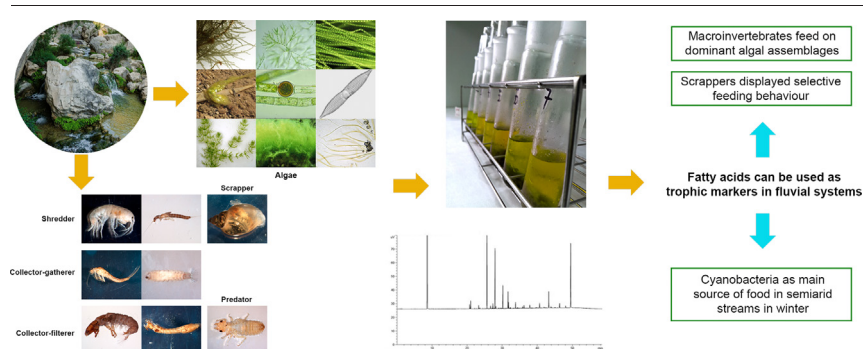 Macroinvertebrates feed on
dominant algal assemblages
Scrappers displayed selective
feeding behaviour
Algae
Fatty acids can be used as
trophic markers in fluvial systems
Scrapper
Shredder
Collector-gatherer
Predator
Collector-filterer
Cyanobacteria as main
source of food in semiarid
streams in winter